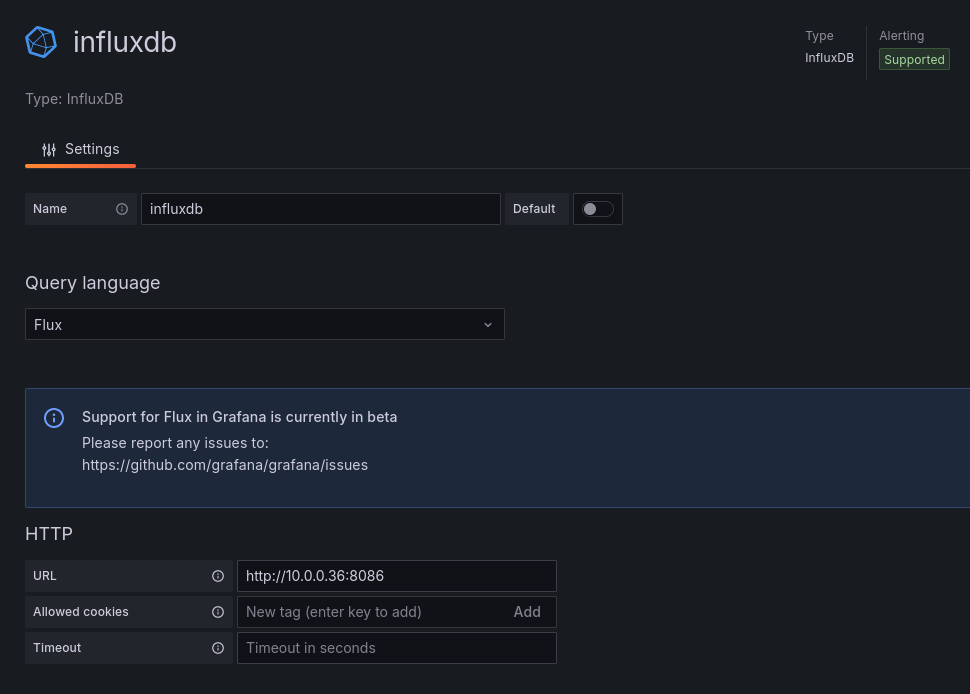 influxdb
Type
InfluxDB
Alerting
Supported
Type: InfluxDB
Settings
Name
influxdb
Default
Query language
Flux
Support for Flux in Grafana is currently in beta
Please report any issues to:
https://github.com/grafana/grafana/issues
HTTP
URL
http://10.0.0.36:8086
Allowed cookies
New tag (enter key to add)
Add
Timeout
Timeout in seconds